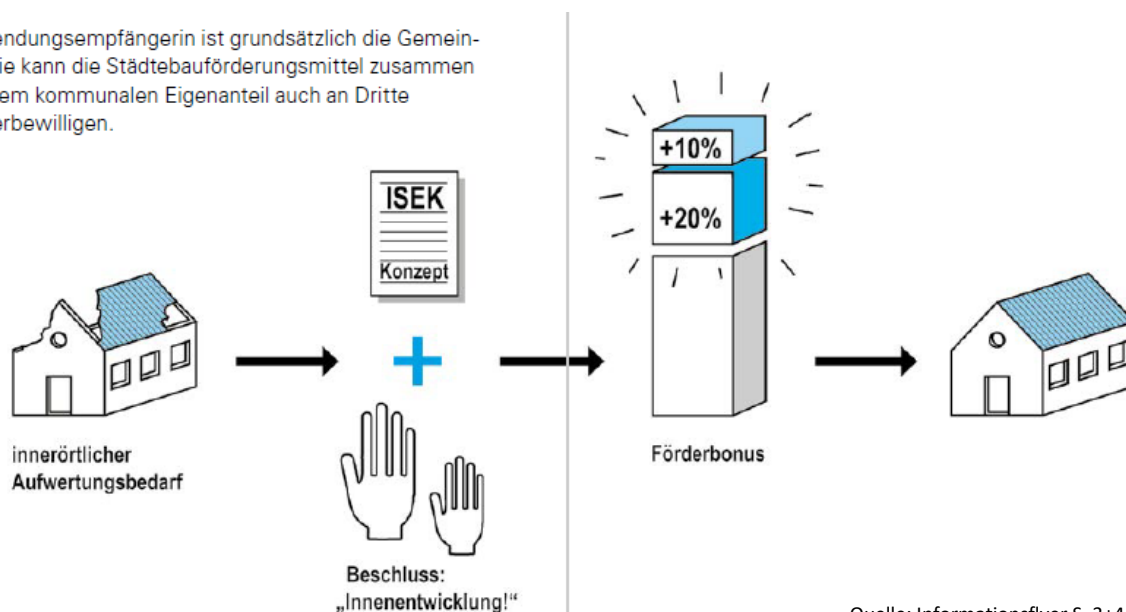 endungsempfängerin ist grundsätzlich die Gemein-
ie kann die Städtebauförderungsmittel zusammen
em kommunalen Eigenanteil auch an Dritte
erbewilligen.
ISEK
Konzept
+10%
+20%
innerörtlicher
Aufwertungsbedarf
Förderbonus
Beschluss:
„Innenentwicklung!“